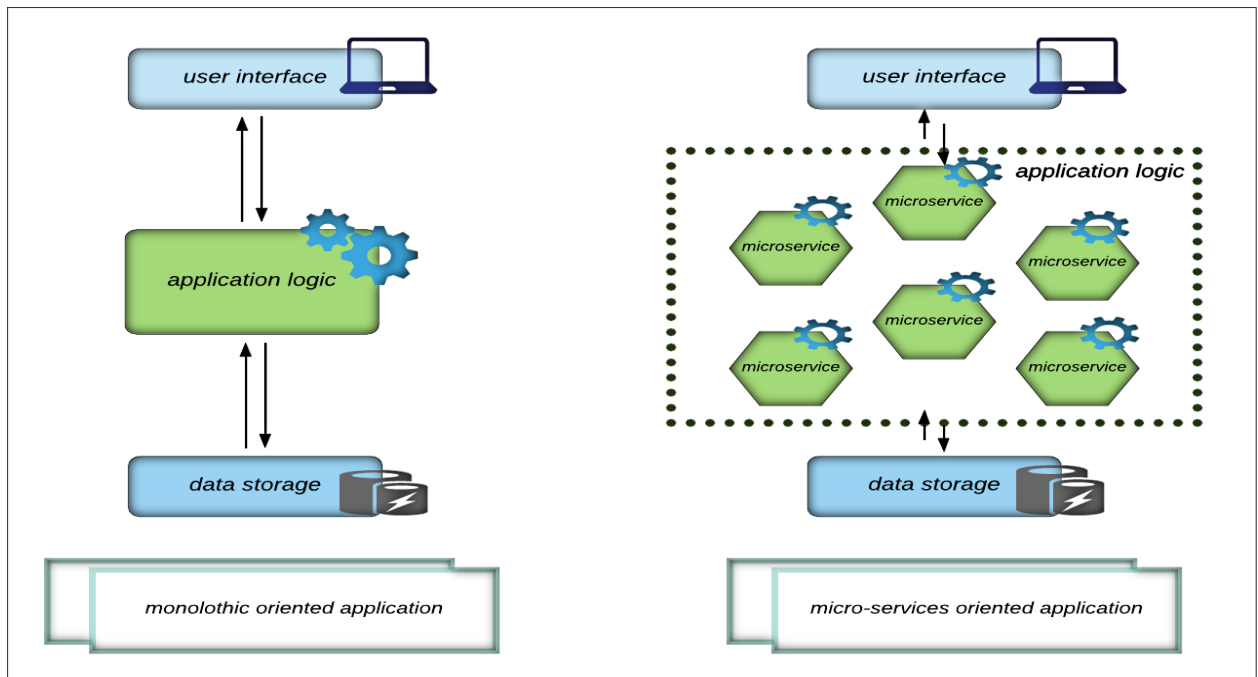 user interface
application logic
data storage
monolothic oriented application
user interface
application logic
microservice
microservice
microservice
microservice
microservice
microservice
data storage
micro-services oriented application